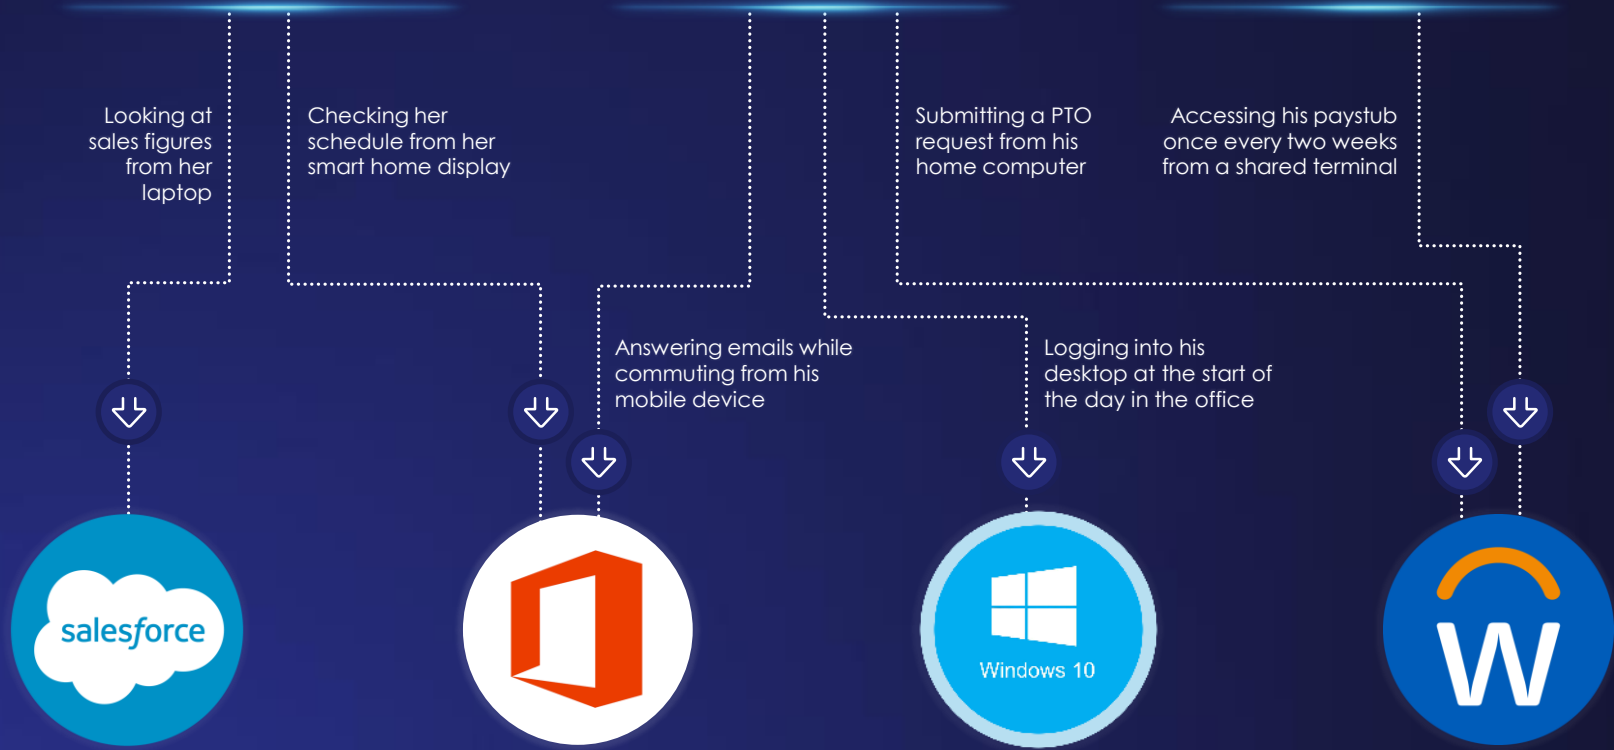 Looking at
sales figures
from her
laptop
Checking her
schedule from her
smart home display
Submitting a PTO
request from his
home computer
Accessing his paystub
once every two weeks
from a shared terminal
Answering emails while
commuting from his
mobile device
Logging into his
desktop at the start of
the day in the office
salesforce
Windows 10
W